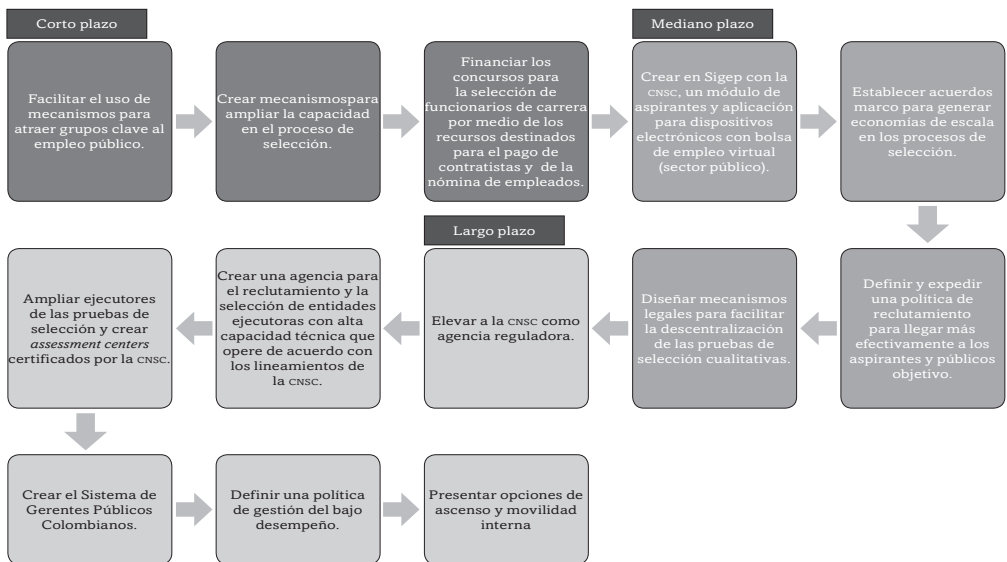 Corto plazo
Facilitar el uso de
mecanismos para
atraer grupos clave al
empleo público.
Crear mecanismospara
ampliar la capacidad
en el proceso de
selección.
Financiar los
concursos para
la selección de
funcionarios de carrera
por medio de los
recursos destinados
para el pago de
contratistas y de la
nómina de empleados.
Mediano plazo
Crear en Sigep con la
CNSC, un módulo de
aspirantes y aplicación
para dispositivos
electrónicos con bolsa
de empleo virtual
(sector público).
Establecer acuerdos
marco para generar
economías de escala
en los procesos de
selección.
Definir y expedir
una política de
reclutamiento
para llegar más
efectivamente a los
aspirantes y públicos
objetivo.
Diseñar mecanismos
legales para facilitar
la descentralización
de las pruebas de
selección cualitativas.
Largo plazo
Elevar a la CNSC como
agencia reguladora.
Crear una agencia para
el reclutamiento y la
selección de entidades
ejecutoras con alta
capacidad técnica que
opere de acuerdo con
los lineamientos de
la CNSC.
Ampliar ejecutores
de las pruebas de
selección y crear
assessment centers
certificados por la CNSC.
Crear el Sistema de
Gerentes Públicos
Colombianos.
Definir una política
de gestión del bajo
desempeño.
Presentar opciones de
ascenso y movilidad
interna